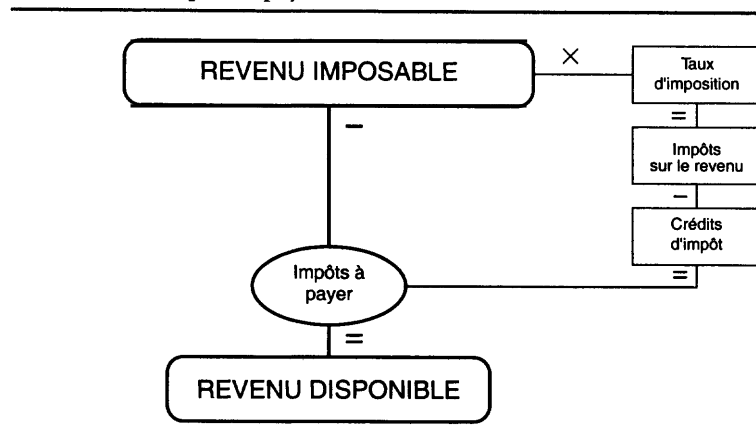 REVENU IMPOSABLE
×
Taux
d'imposition
=
−
Impôts
sur le revenu
−
Crédits
d'impôt
=
Impôts à
payer
=
REVENU DISPONIBLE